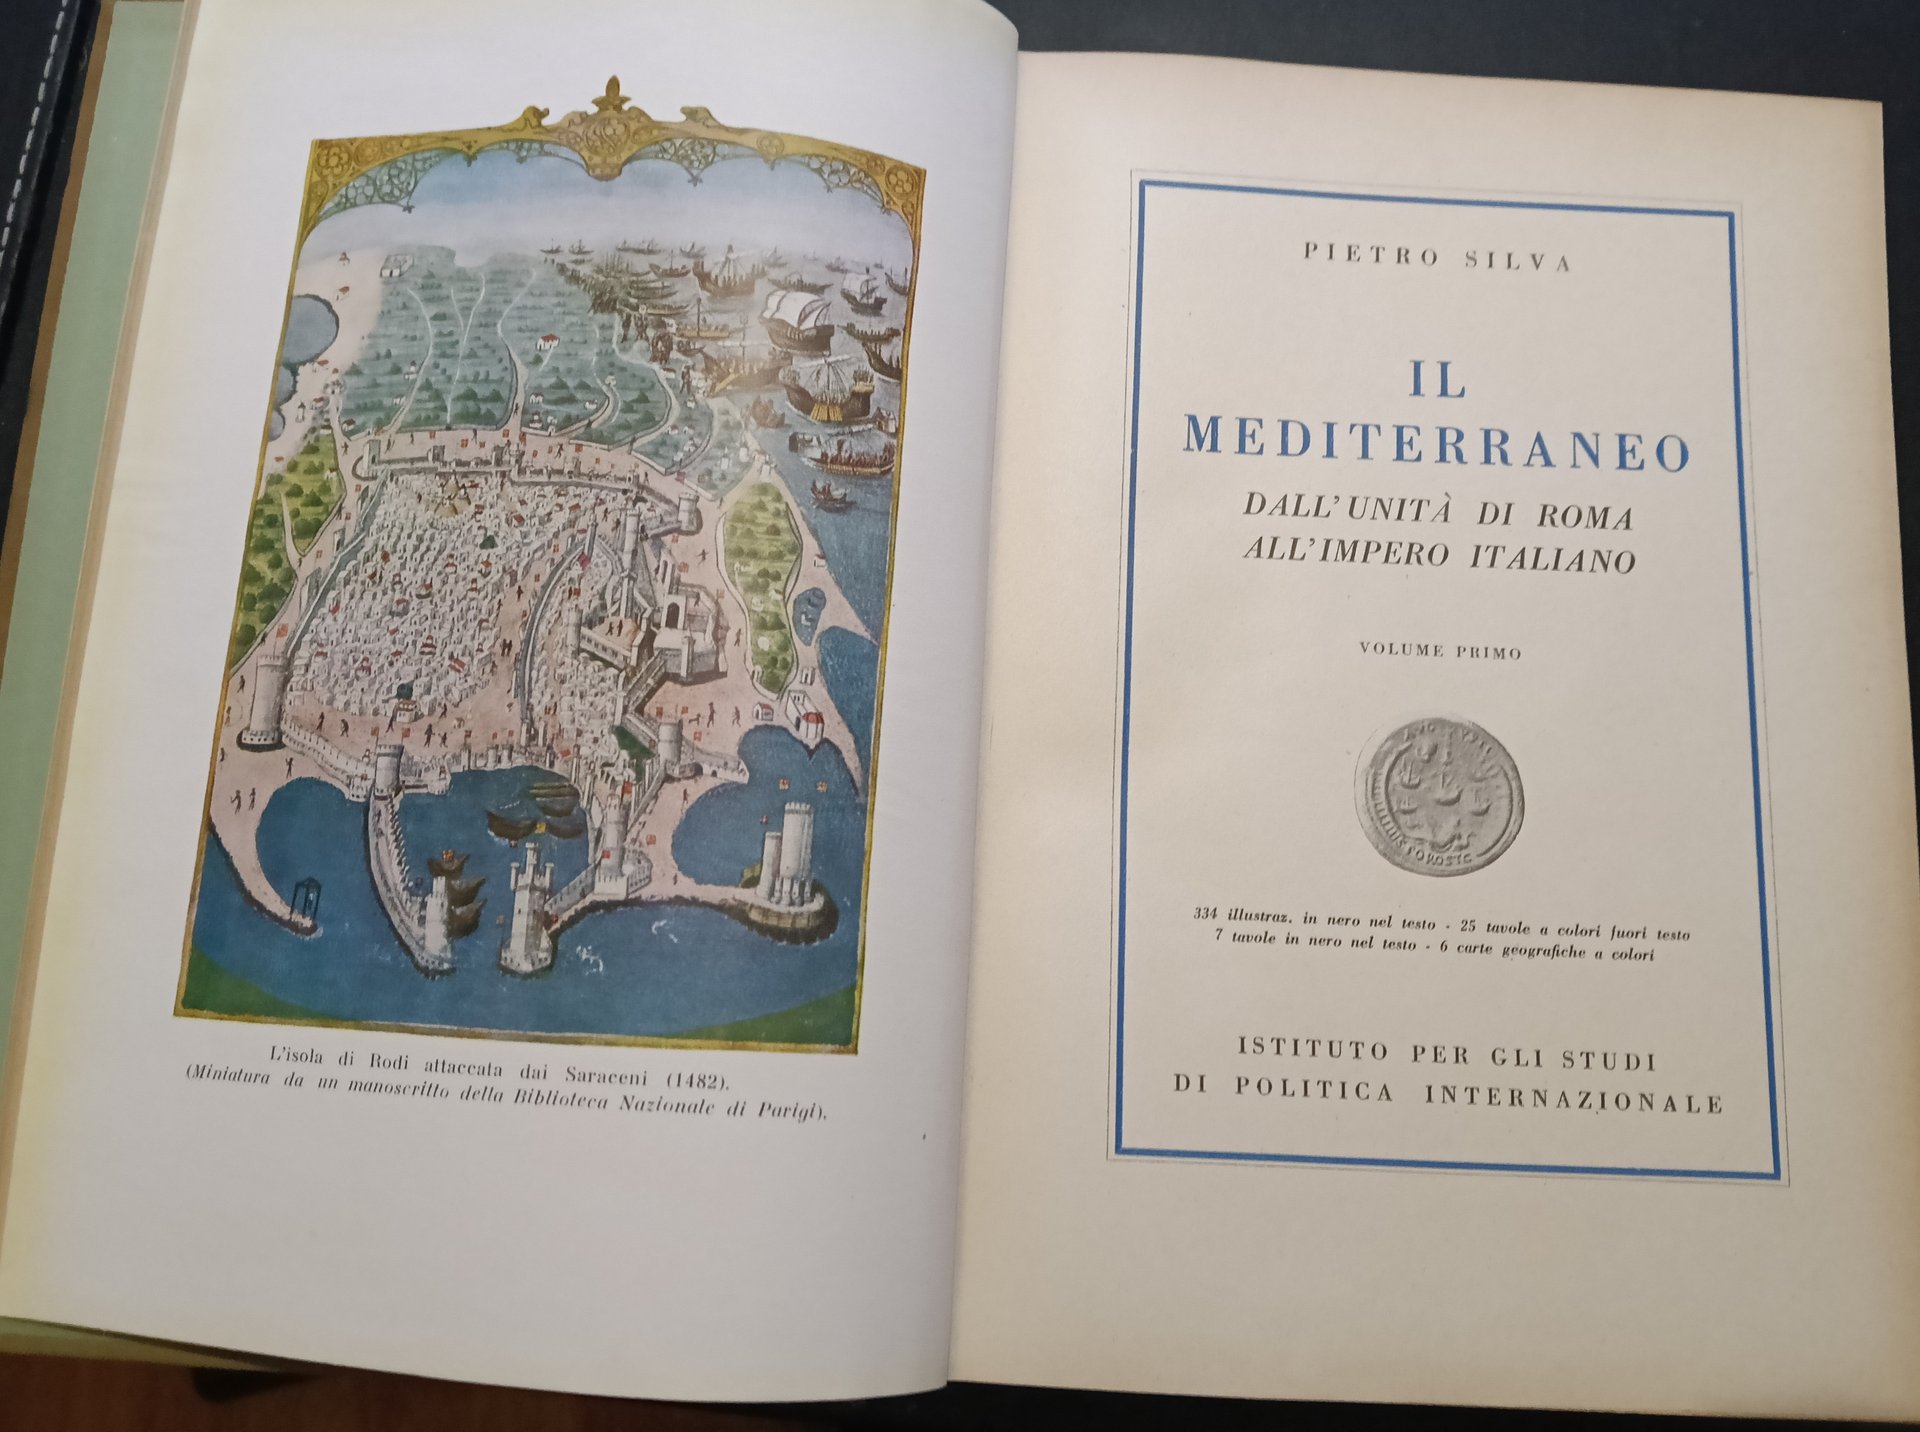 L'isola di Rodi attaccata dai Saraceni (1482).
(Miniatura da un manoscritto della Biblioteca Nazionale di Parigi).
PIETRO SILVA
IL
MEDITERRANEO
DALL'UNITÀ DI ROMA
ALL'IMPERO ITALIANO
VOLUME PRIMO
334 illustraz. in nero nel testo - 25 tavole a colori fuori testo
7 tavole in nero nel testo - 6 carte geografiche a colori
ISTITUTO PER GLI STUDI
DI POLITICA INTERNAZIONALE